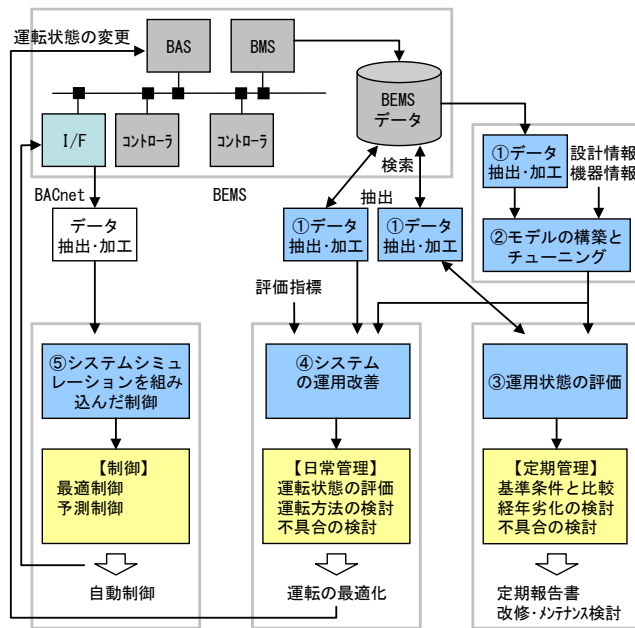 運転状態の変更
BAS
BMS
BEMS
データ
I/F
コントローラ
コントローラ
BACnet
BEMS
検索
抽出
①データ
抽出・加工
設計情報
機器情報
②モデルの構築と
チューニング
データ
抽出・加工
①データ
抽出・加工
①データ
抽出・加工
評価指標
⑤システムシミュ
レーションを組み
込んだ制御
④システム
の運用改善
③運用状態の評価
【制御】
最適制御
予測制御
【日常管理】
運転状態の評価
運転方法の検討
不具合の検討
【定期管理】
基準条件と比較
経年劣化の検討
不具合の検討
自動制御
運転の最適化
定期報告書
改修・メンテナンス検討